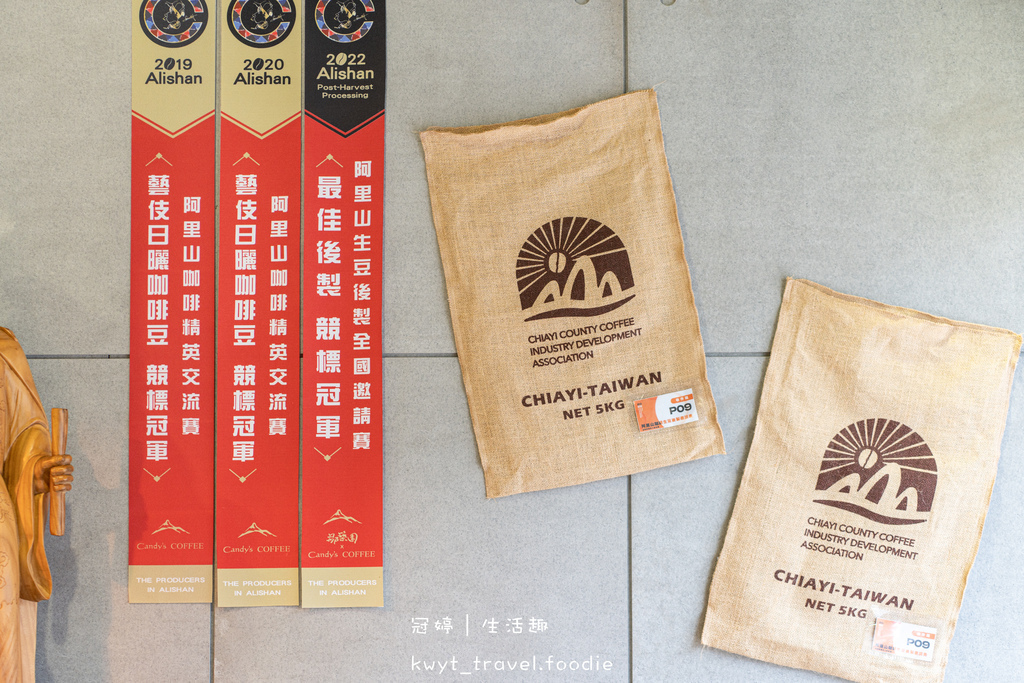 2019
Alishan
阿里山咖啡精英交流賽
藝伎日曬咖啡豆 競標冠軍
Candy's COFFEE
THE PRODUCERS
IN ALISHAN
2020
Alishan
阿里山咖啡精英交流賽
藝伎日曬咖啡豆 競標冠軍
Candy's COFFEE
THE PRODUCERS
IN ALISHAN
2022
Alishan
Post-Harvest
Processing
阿里山生豆後製全國邀請賽
最佳後製 競標冠軍
x
Candy's COFFEE
THE PRODUCERS
IN ALISHAN
CHIAYI COUNTY COFFEE
INDUSTRY DEVELOPMENT
ASSOCIATION
CHIAYI-TAIWAN
NET 5KG
P09
CHIAYI COUNTY COFFEE
INDUSTRY DEVELOPMENT
ASSOCIATION
CHIAYI-TAIWAN
NET 5KG
P09
冠婷｜生活趣
kwyt_travel.foodie